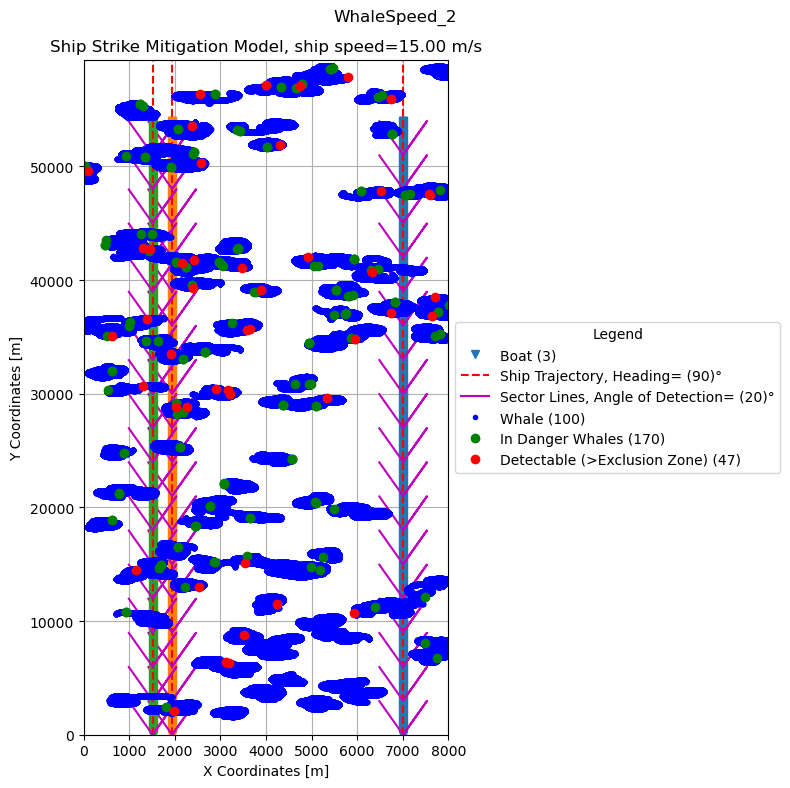 WhaleSpeed_2
Ship Strike Mitigation Model, ship speed=15.00 m/s
Y Coordinates [m]
50000
40000
30000
20000
10000
0
0 1000 2000 3000 4000 5000 6000 7000 8000
X Coordinates [m]
Legend
Boat (3)
Ship Trajectory, Heading= (90)°
Sector Lines, Angle of Detection= (20)°
Whale (100)
In Danger Whales (170)
Detectable (>Exclusion Zone) (47)